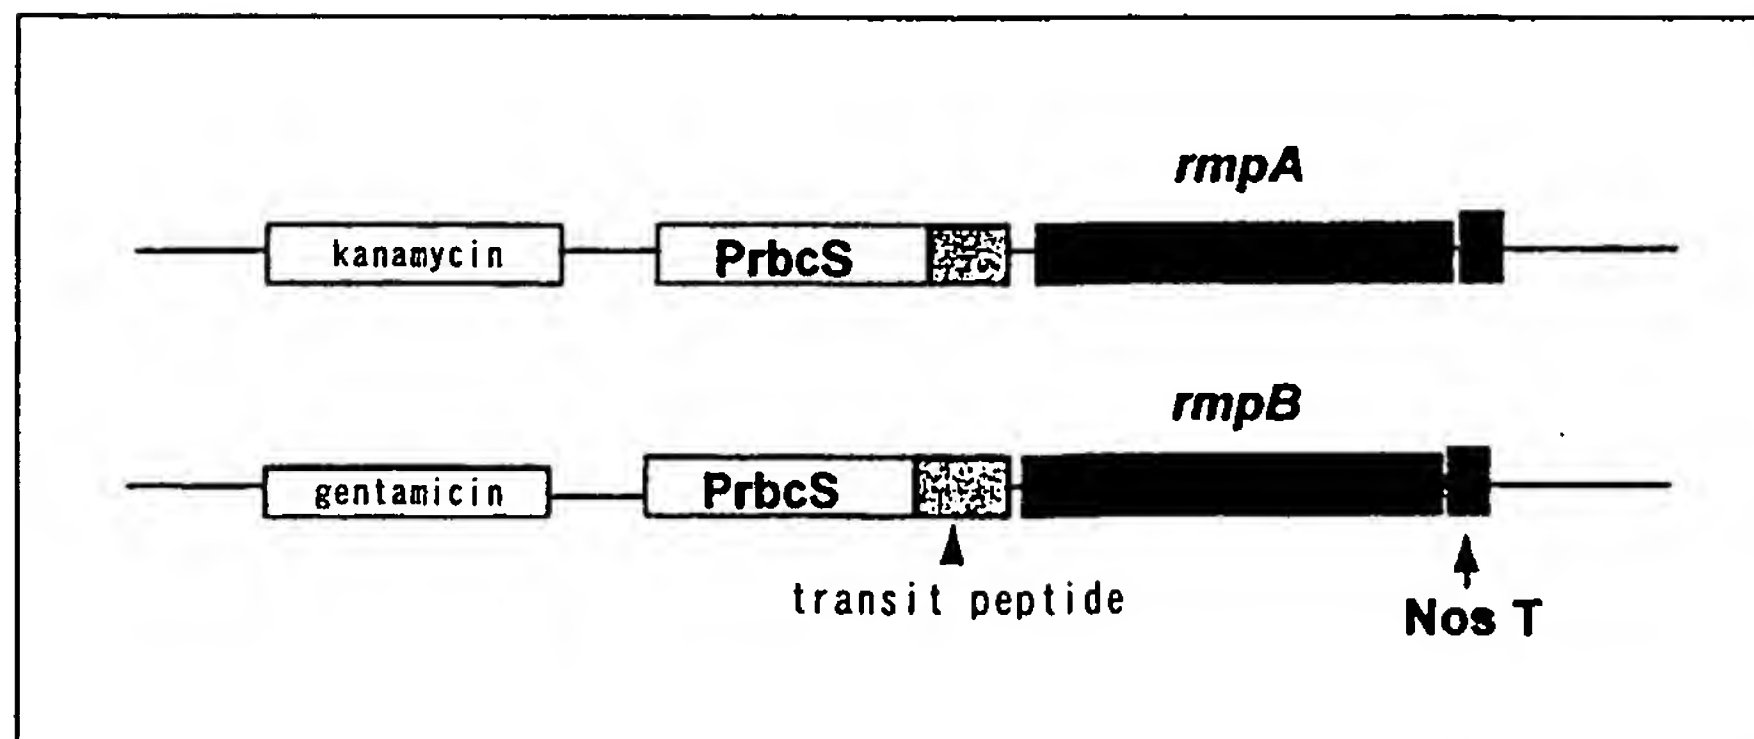 rmpA
kanamycin
PrbcS
rmpB
gentamicin
PrbcS
transit peptide
Nos T